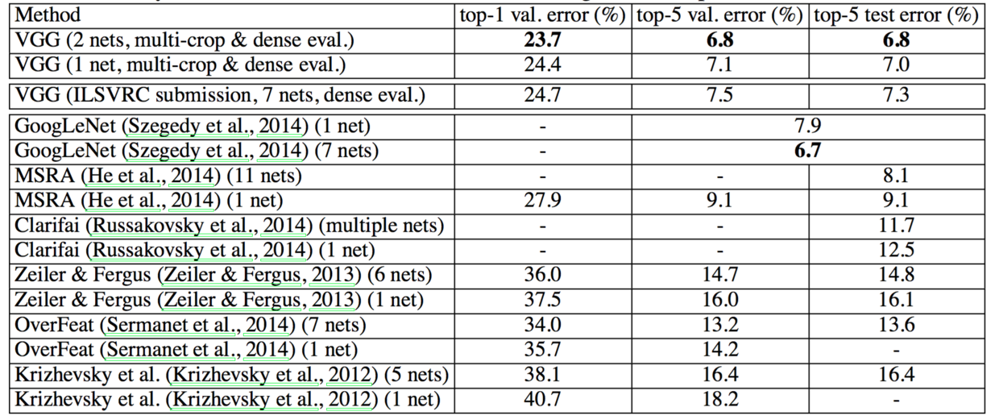 Method top-1 val. error (%) top-5 val. error (%) top-5 test error (%)
VGG (2 nets, multi-crop & dense eval.) 23.7 6.8 6.8
VGG (1 net, multi-crop & dense eval.) 24.4 7.1 7.0
VGG (ILSVRC submission, 7 nets, dense eval.) 24.7 7.5 7.3
GoogLeNet (Szegedy et al., 2014) (1 net) - 7.9
GoogLeNet (Szegedy et al., 2014) (7 nets) - 6.7
MSRA (He et al., 2014) (11 nets) - - 8.1
MSRA (He et al., 2014) (1 net) 27.9 9.1 9.1
Clarifai (Russakovsky et al., 2014) (multiple nets) - - 11.7
Clarifai (Russakovsky et al., 2014) (1 net) - - 12.5
Zeiler & Fergus (Zeiler & Fergus, 2013) (6 nets) 36.0 14.7 14.8
Zeiler & Fergus (Zeiler & Fergus, 2013) (1 net) 37.5 16.0 16.1
OverFeat (Sermanet et al., 2014) (7 nets) 34.0 13.2 13.6
OverFeat (Sermanet et al., 2014) (1 net) 35.7 14.2 -
Krizhevsky et al. (Krizhevsky et al., 2012) (5 nets) 38.1 16.4 16.4
Krizhevsky et al. (Krizhevsky et al., 2012) (1 net) 40.7 18.2 -